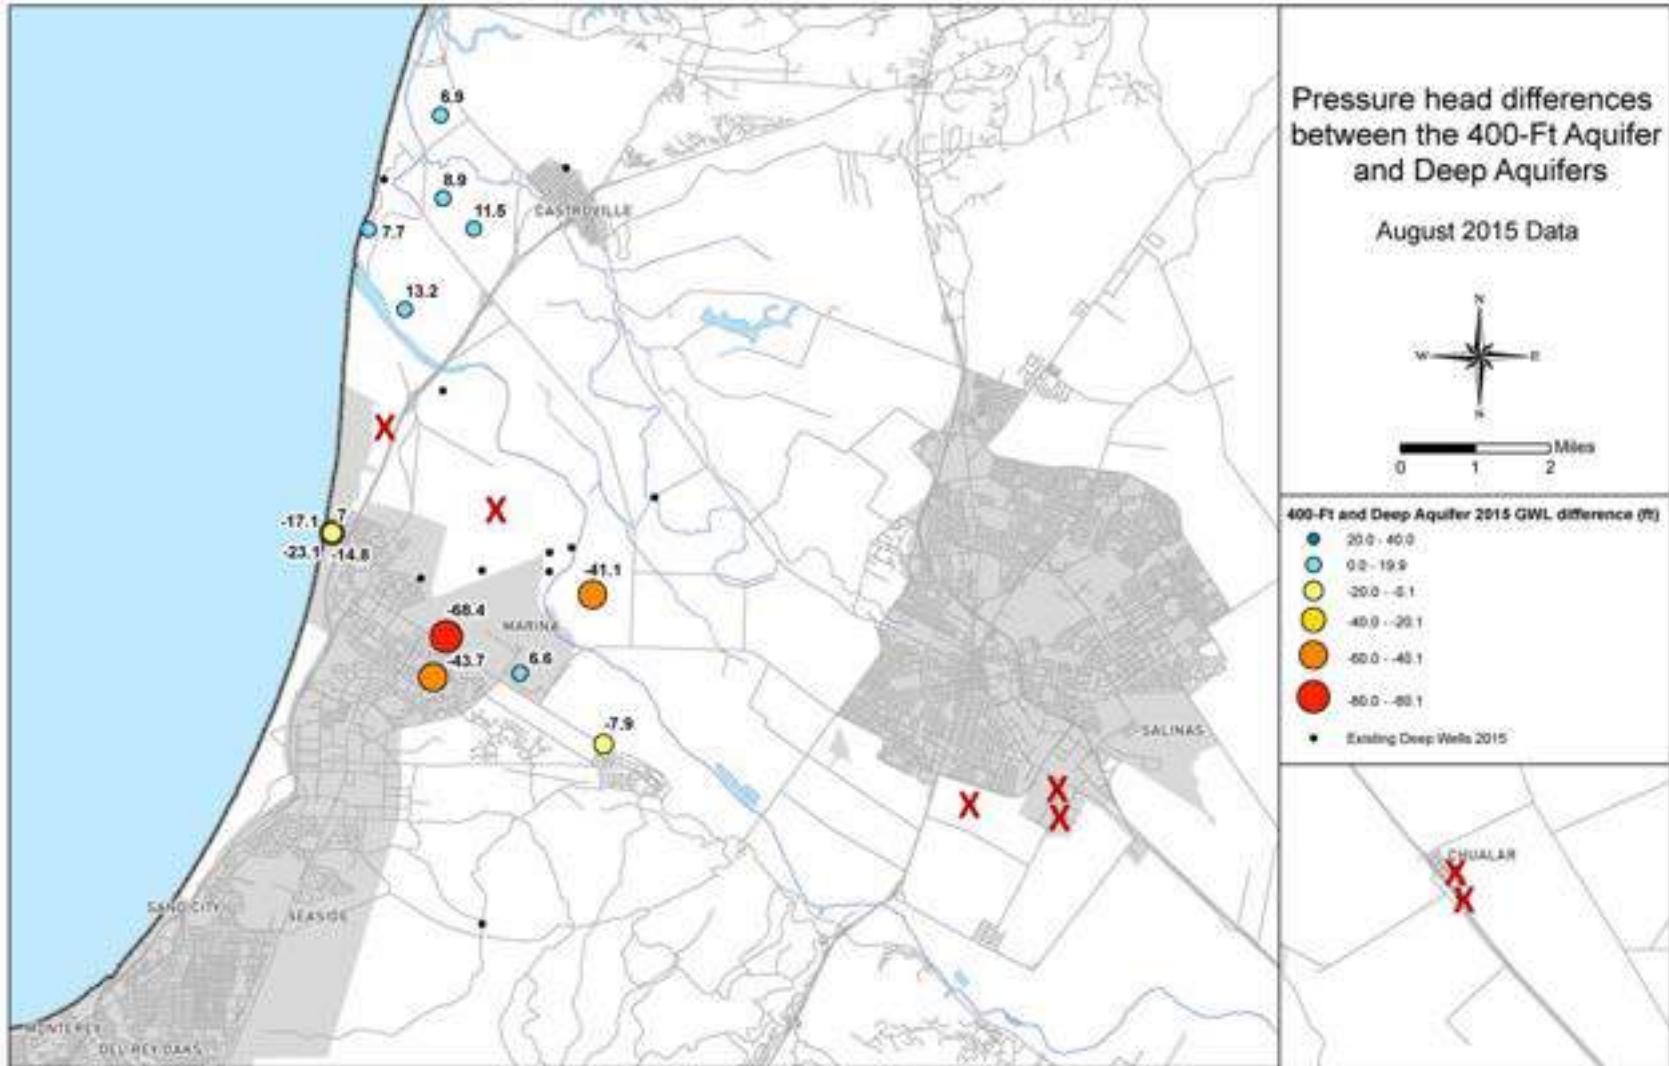 Pressure head differences
between the 400-Ft Aquifer
and Deep Aquifers
August 2015 Data
N
W
E
S
Miles
0 1 2
400-Ft and Deep Aquifer 2015 GWL difference (ft)
20.0 - 40.0
0.0 - 19.9
-20.0 - -0.1
-40.0 - -20.1
-60.0 - -40.1
-80.0 - -60.1
Existing Deep Wells 2015
6.9
8.9
11.5
CASTROVILLE
7.7
13.2
X
X
-17.1
7
-23.1
-14.8
-41.1
-68.4
MARINA
-43.7
6.6
-7.9
SALINAS
X
X
X
CHUALAR
X
X
SAND CITY
SEASIDE
MONTEREY
DEL REY OAKS